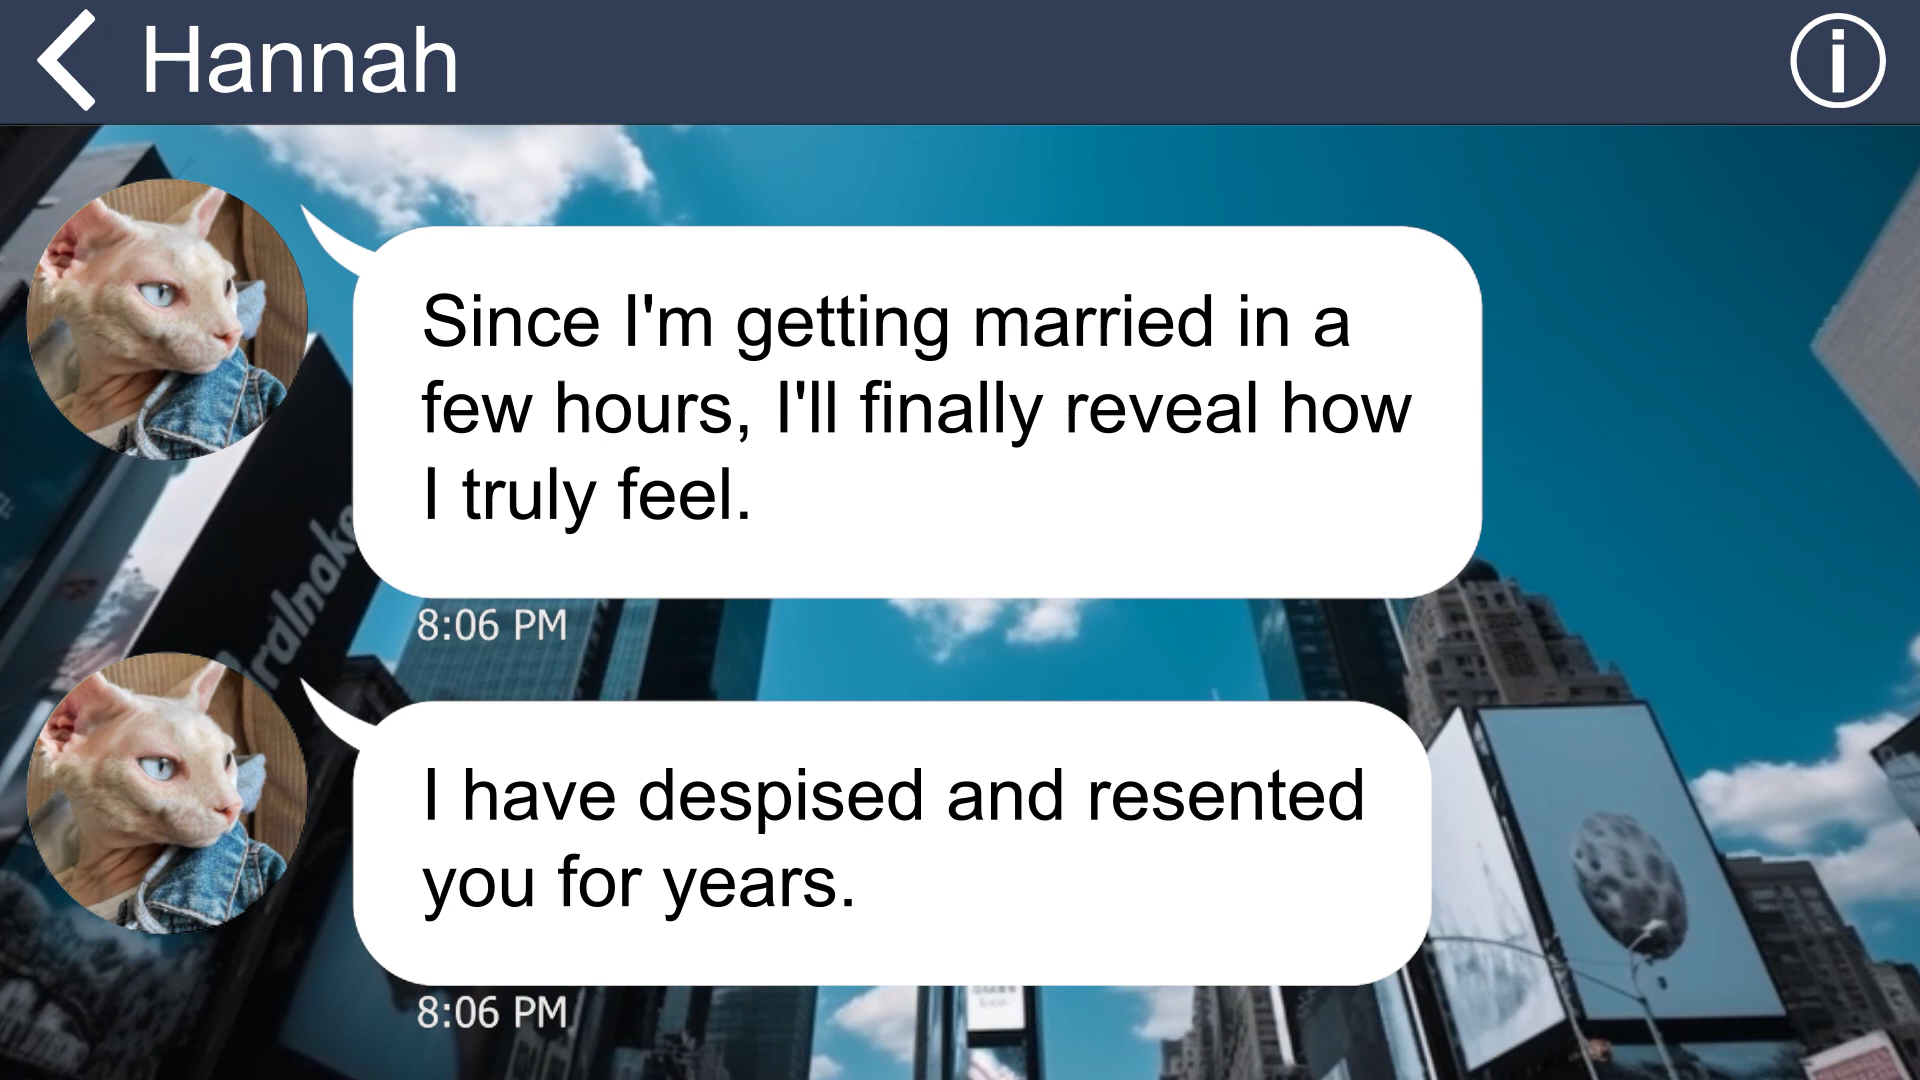 Hannah
Since I'm getting married in a
few hours, I'll finally reveal how
I truly feel.
8:06 PM
I have despised and resented
you for years.
8:06 PM